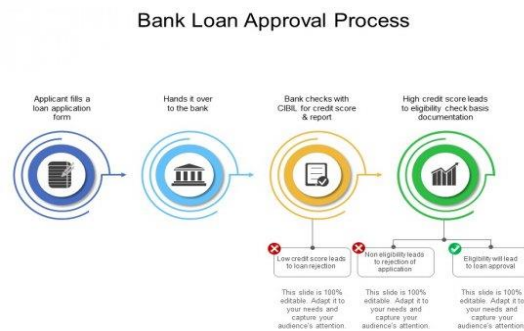 Bank Loan Approval Process
Applicant fills a
loan application
form
Hands it over
to the bank
Bank checks with
CIBIL for credit score
& report
High credit score leads
to eligibility check basis
documentation
Low credit score leads
to loan rejection
Non eligibility leads
to rejection of
application
Eligibility will lead
to loan approval
This slide is 100%
editable. Adapt it to
your needs and
capture your
audience's attention.
This slide is 100%
editable. Adapt it to
your needs and
capture your
audience's attention.
This slide is 100%
editable. Adapt it to
your needs and
capture your
audience's attention.